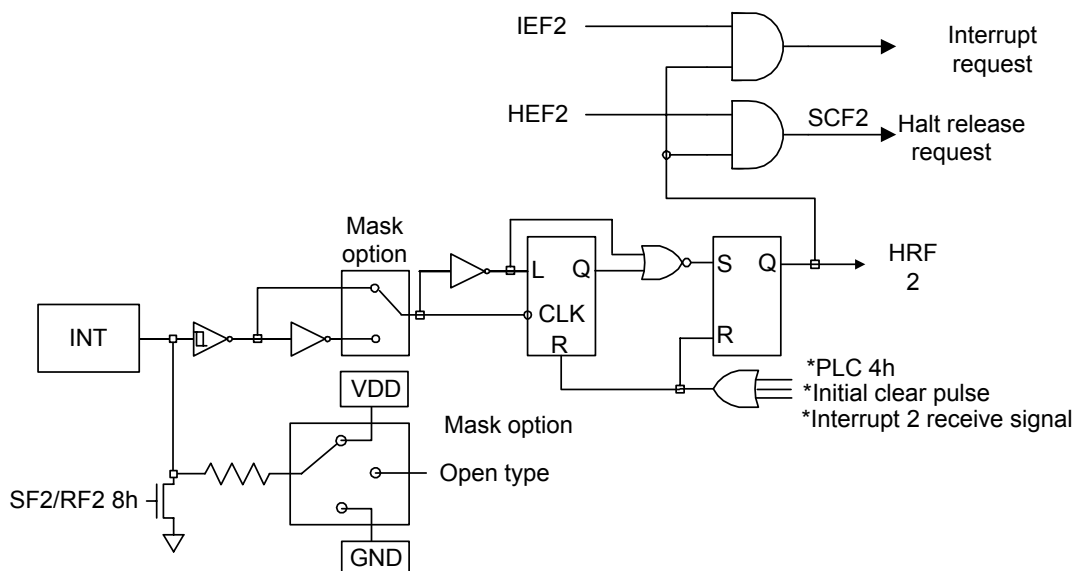 IEF2
Interrupt
request
HEF2
SCF2
Halt release
request
Mask
option
L
Q
CLK
R
S
Q
R
HRF
2
INT
*PLC 4h
*Initial clear pulse
*Interrupt 2 receive signal
VDD
Mask option
Open type
SF2/RF2 8h
GND